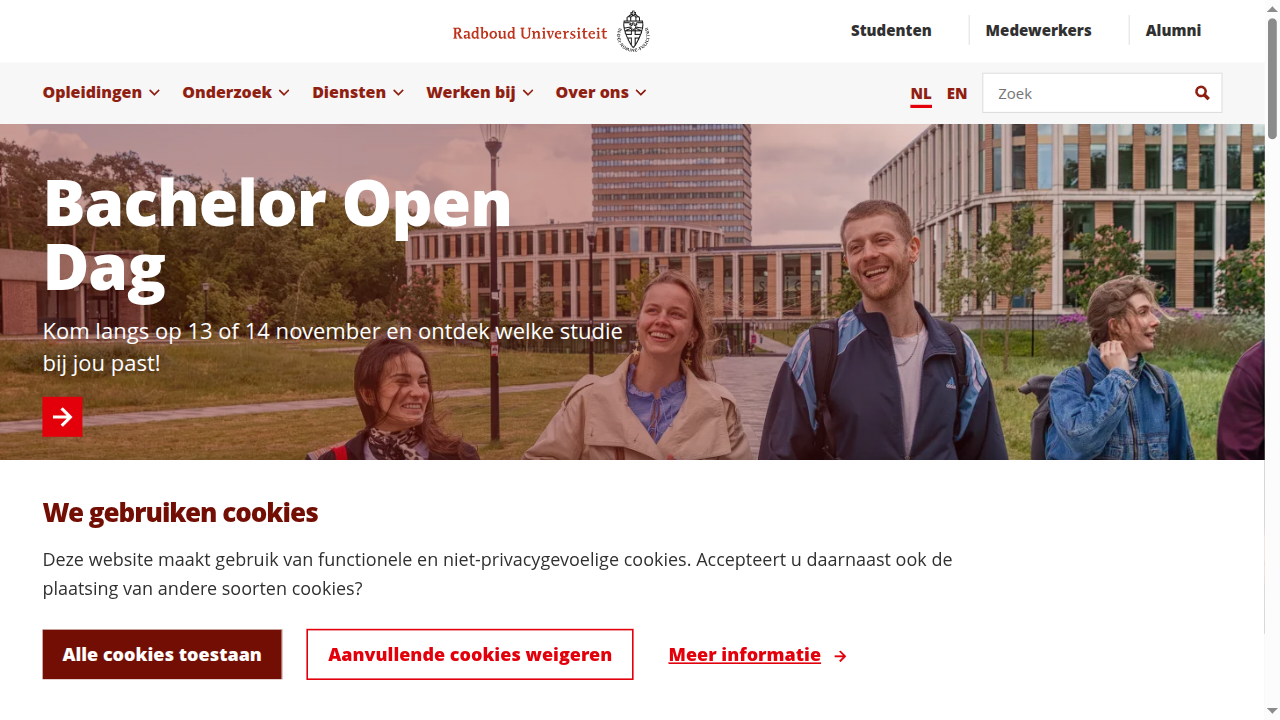 Radboud Universiteit
Studenten
Medewerkers
Alumni
Opleidingen
Onderzoek
Diensten
Werken bij
Over ons
NL
EN
Zoek
Bachelor Open
Dag
Kom langs op 13 of 14 november en ontdek welke studie
bij jou past!
We gebruiken cookies
Deze website maakt gebruik van functionele en niet-privacygevoelige cookies. Accepteert u daarnaast ook de
plaatsing van andere soorten cookies?
Alle cookies toestaan
Aanvullende cookies weigeren
Meer informatie